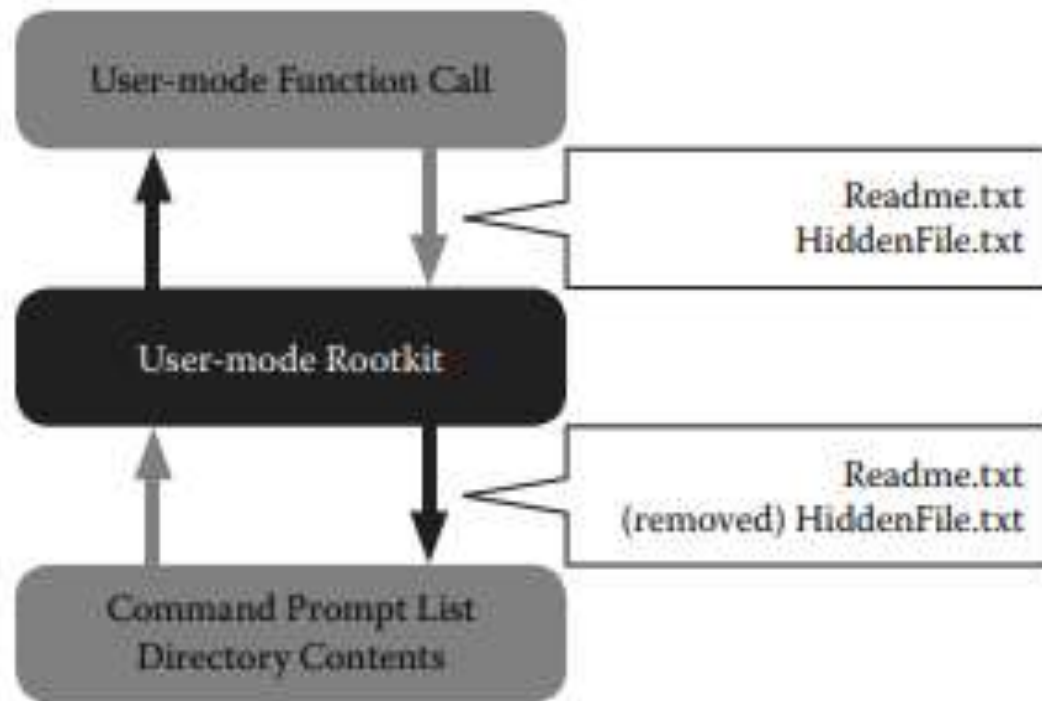 User-mode Function Call
Readme.txt
HiddenFile.txt
User-mode Rootkit
Readme.txt
(removed) HiddenFile.txt
Command Prompt List
Directory Contents